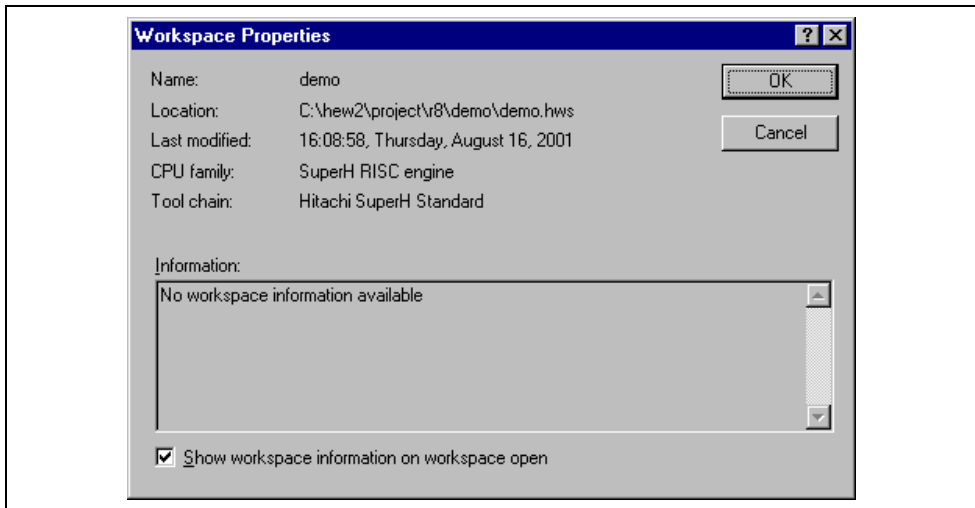 Workspace Properties
Name: demo
OK
Location: C:\hew2\project\r8\demo\demo.hws
Last modified: 16:08:58, Thursday, August 16, 2001
Cancel
CPU family: SuperH RISC engine
Tool chain: Hitachi SuperH Standard
Information:
No workspace information available
Show workspace information on workspace open